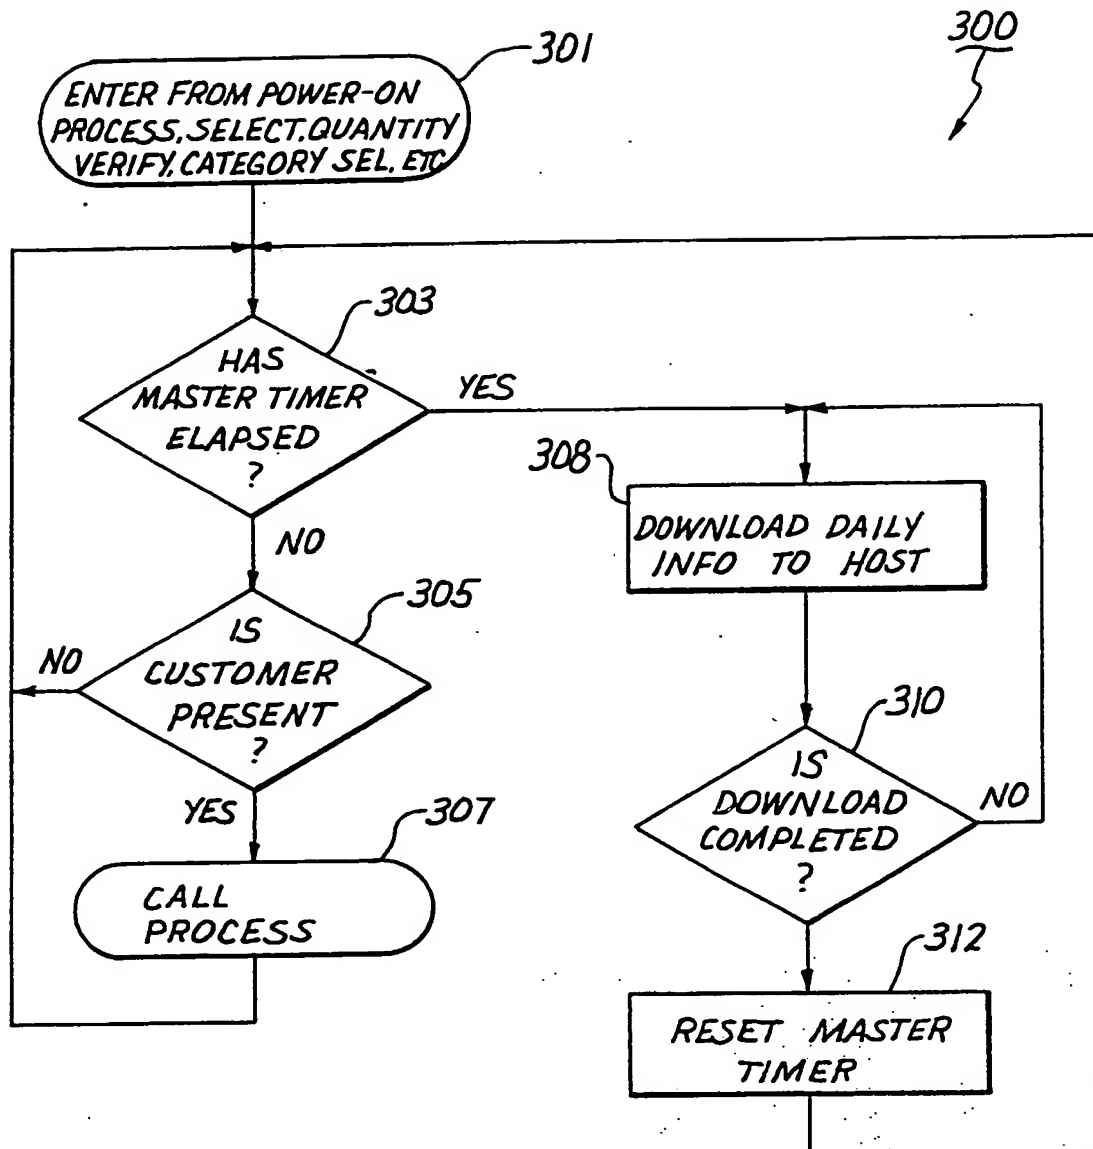 301
300
ENTER FROM POWER-ON
PROCESS, SELECT, QUANTITY
VERIFY, CATEGORY SEL. ETC
303
HAS
MASTER TIMER
ELAPSED
?
YES
NO
308
DOWNLOAD DAILY
INFO TO HOST
305
IS
CUSTOMER
PRESENT
?
NO
YES
307
CALL
PROCESS
310
IS
DOWNLOAD
COMPLETED
?
NO
312
RESET MASTER
TIMER